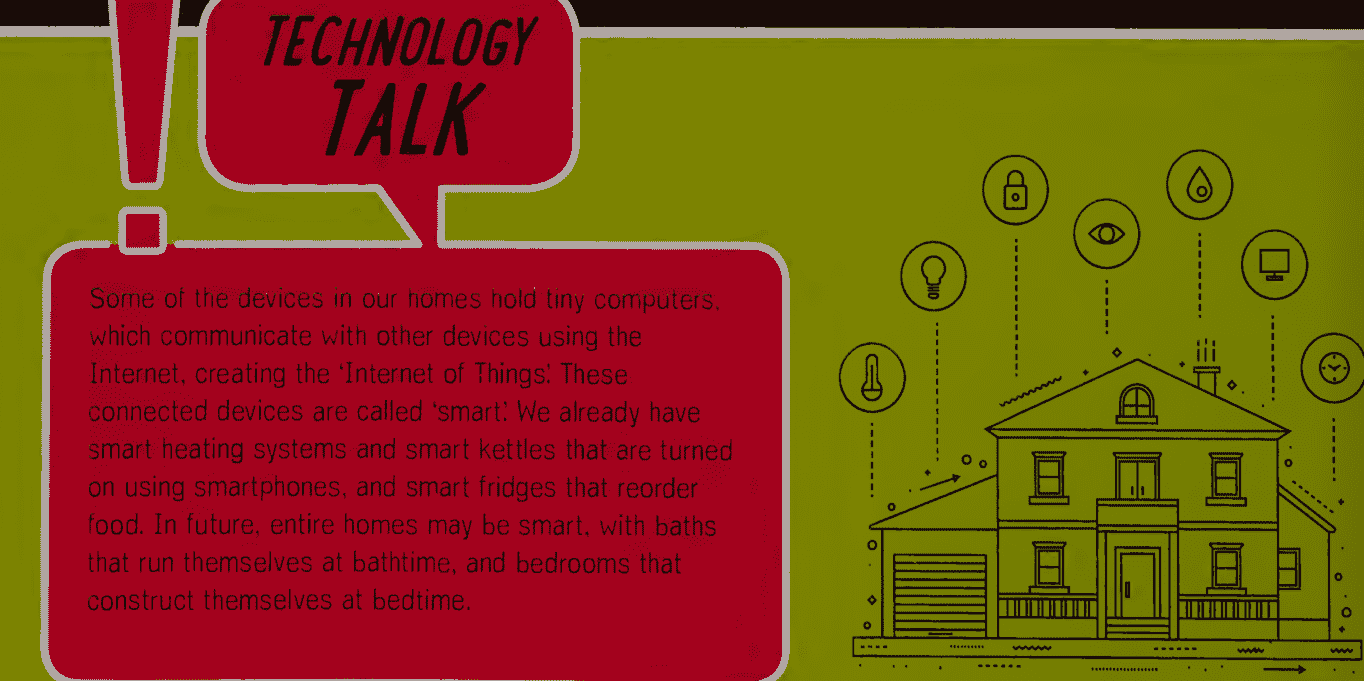 TECHNOLOGY
TALK
Some of the devices in our homes hold tiny computers,
which communicate with other devices using the
Internet, creating the ‘Internet of Things’. These
connected devices are called ‘smart’. We already have
smart heating systems and smart kettles that are turned
on using smartphones, and smart fridges that reorder
food. In future, entire homes may be smart, with baths
that run themselves at bathtime, and bedrooms that
construct themselves at bedtime.